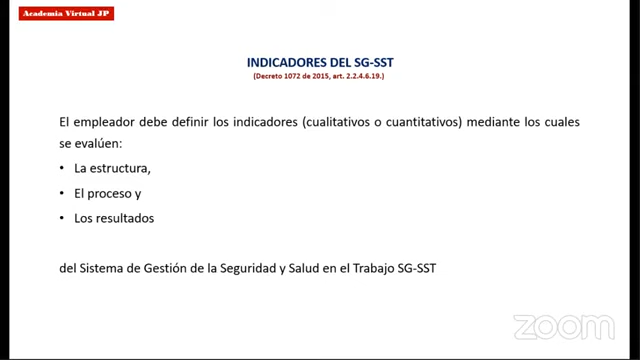 Academia Virtual JP
INDICADORES DEL SG-SST
(Decreto 1072 de 2015, art. 2.2.4.6.19.)
El empleador debe definir los indicadores (cualitativos o cuantitativos) mediante los cuales
se evalúen:
• La estructura,
• El proceso y
• Los resultados
del Sistema de Gestión de la Seguridad y Salud en el Trabajo SG-SST
zoom